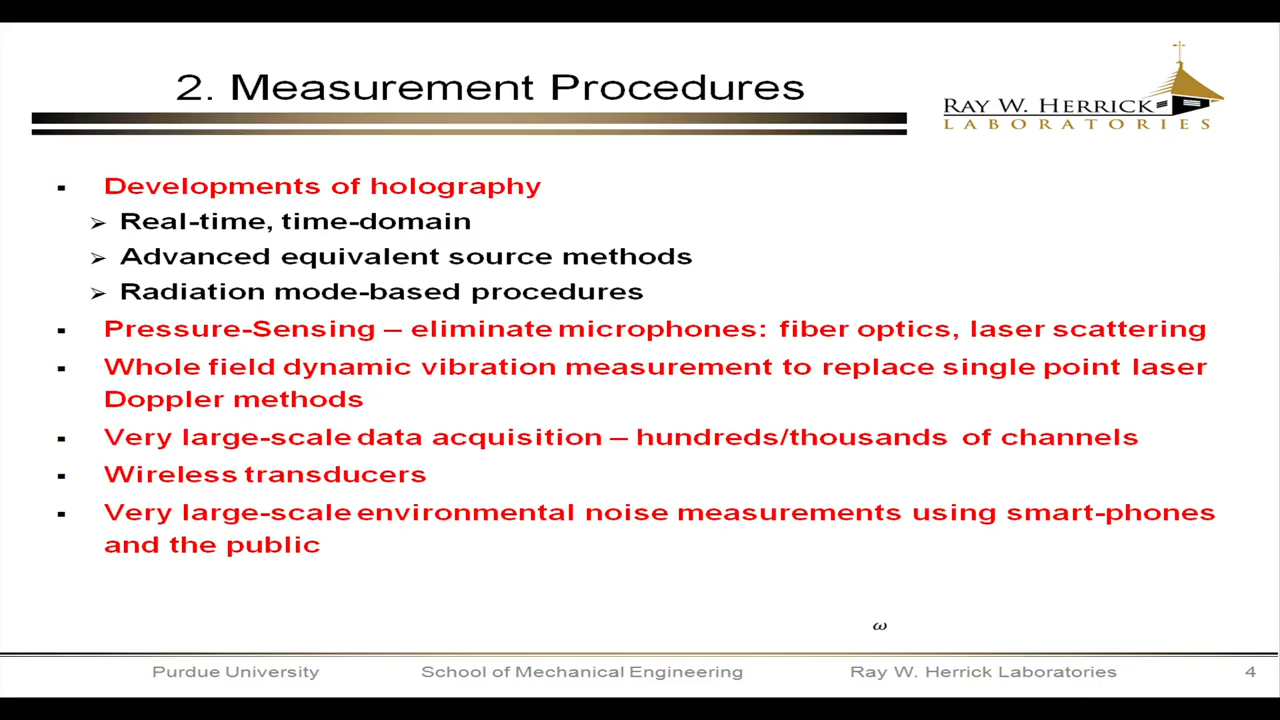 2. Measurement Procedures
RAY W. HERRICK
LABORATORIES
▪ Developments of holography
➢ Real-time, time-domain
➢ Advanced equivalent source methods
➢ Radiation mode-based procedures
▪ Pressure-Sensing – eliminate microphones: fiber optics, laser scattering
▪ Whole field dynamic vibration measurement to replace single point laser
Doppler methods
▪ Very large-scale data acquisition – hundreds/thousands of channels
▪ Wireless transducers
▪ Very large-scale environmental noise measurements using smart-phones
and the public
ω
Purdue University School of Mechanical Engineering Ray W. Herrick Laboratories 4